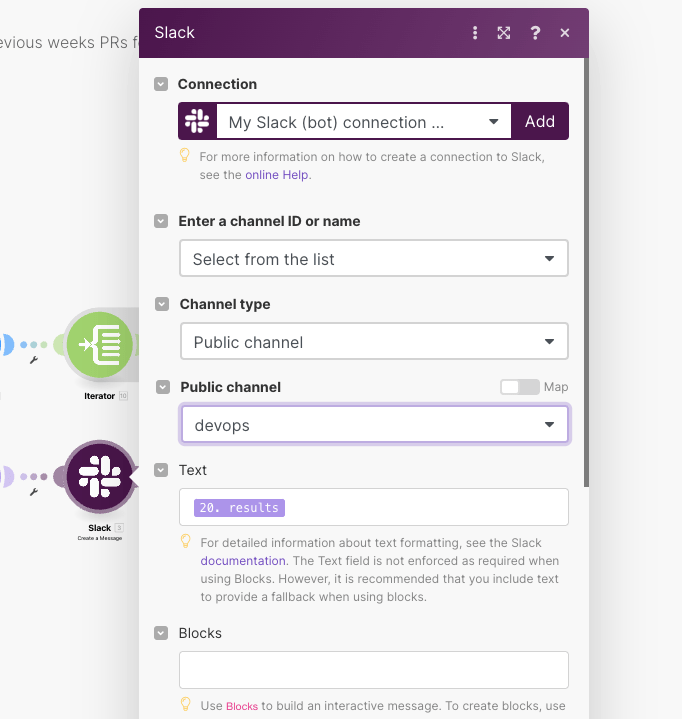 evious weeks PRs f
Slack
Connection
My Slack (bot) connection ...
Add
For more information on how to create a connection to Slack,
see the online Help.
Enter a channel ID or name
Select from the list
Channel type
Public channel
Public channel
Map
devops
Text
20. results
For detailed information about text formatting, see the Slack
documentation. The Text field is not enforced as required when
using Blocks. However, it is recommended that you include text
to provide a fallback when using blocks.
Blocks
Use Blocks to build an interactive message. To create blocks, use
Iterator 10
Slack 3
Create a Message